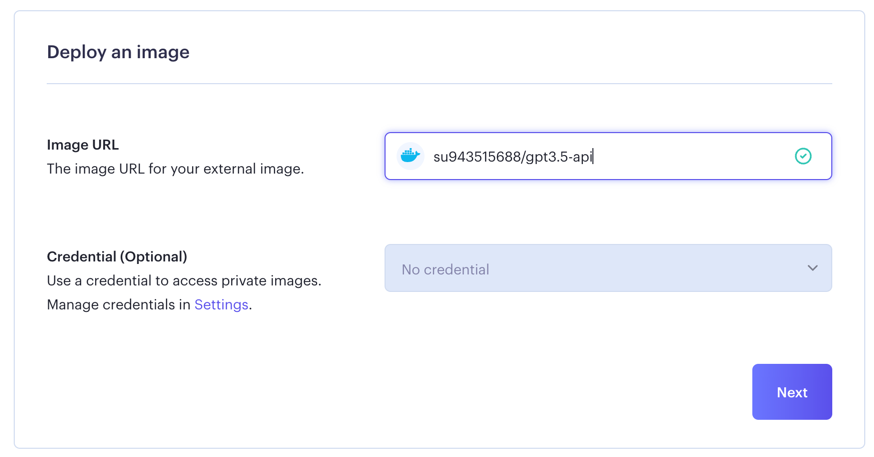 Deploy an image
Image URL
The image URL for your external image.
su943515688/gpt3.5-api
Credential (Optional)
Use a credential to access private images.
Manage credentials in Settings.
No credential
Next